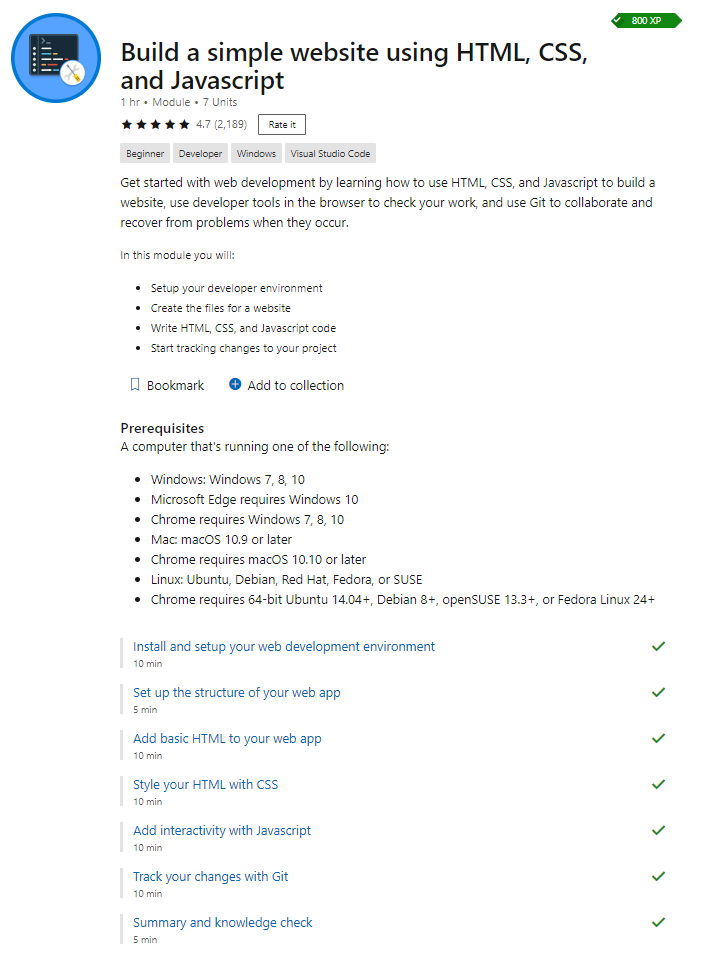 800 XP
Build a simple website using HTML, CSS,
and Javascript
1 hr • Module • 7 Units
4.7 (2,189) Rate it
Beginner Developer Windows Visual Studio Code
Get started with web development by learning how to use HTML, CSS, and Javascript to build a
website, use developer tools in the browser to check your work, and use Git to collaborate and
recover from problems when they occur.
In this module you will:
• Setup your developer environment
• Create the files for a website
• Write HTML, CSS, and Javascript code
• Start tracking changes to your project
Bookmark Add to collection
Prerequisites
A computer that's running one of the following:
• Windows: Windows 7, 8, 10
• Microsoft Edge requires Windows 10
• Chrome requires Windows 7, 8, 10
• Mac: macOS 10.9 or later
• Chrome requires macOS 10.10 or later
• Linux: Ubuntu, Debian, Red Hat, Fedora, or SUSE
• Chrome requires 64-bit Ubuntu 14.04+, Debian 8+, openSUSE 13.3+, or Fedora Linux 24+
Install and setup your web development environment
10 min
Set up the structure of your web app
5 min
Add basic HTML to your web app
10 min
Style your HTML with CSS
10 min
Add interactivity with Javascript
10 min
Track your changes with Git
10 min
Summary and knowledge check
5 min